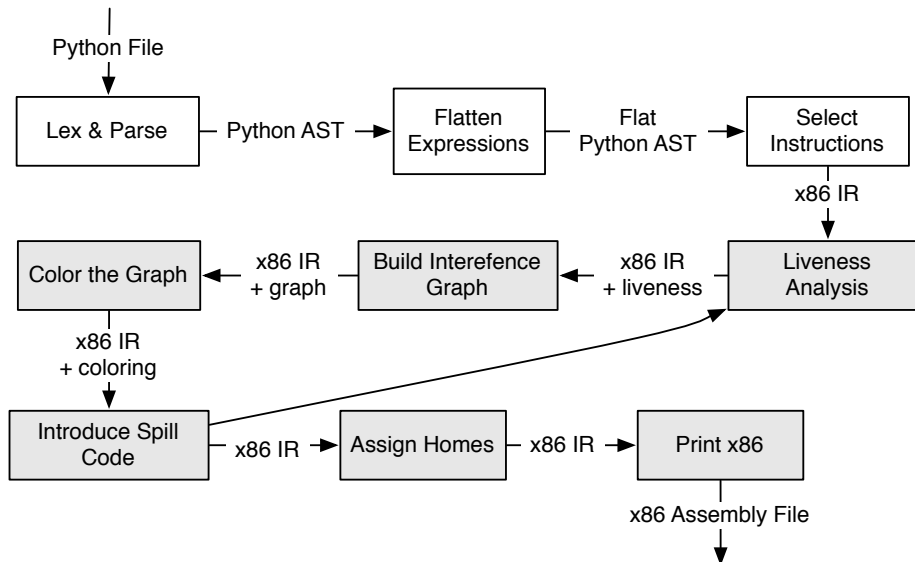 Python File
Lex & Parse
Python AST
Flatten
Expressions
Flat
Python AST
Select
Instructions
x86 IR
Color the Graph
x86 IR
+ graph
Build Interefence
Graph
x86 IR
+ liveness
Liveness
Analysis
x86 IR
+ coloring
Introduce Spill
Code
x86 IR
Assign Homes
x86 IR
Print x86
x86 Assembly File